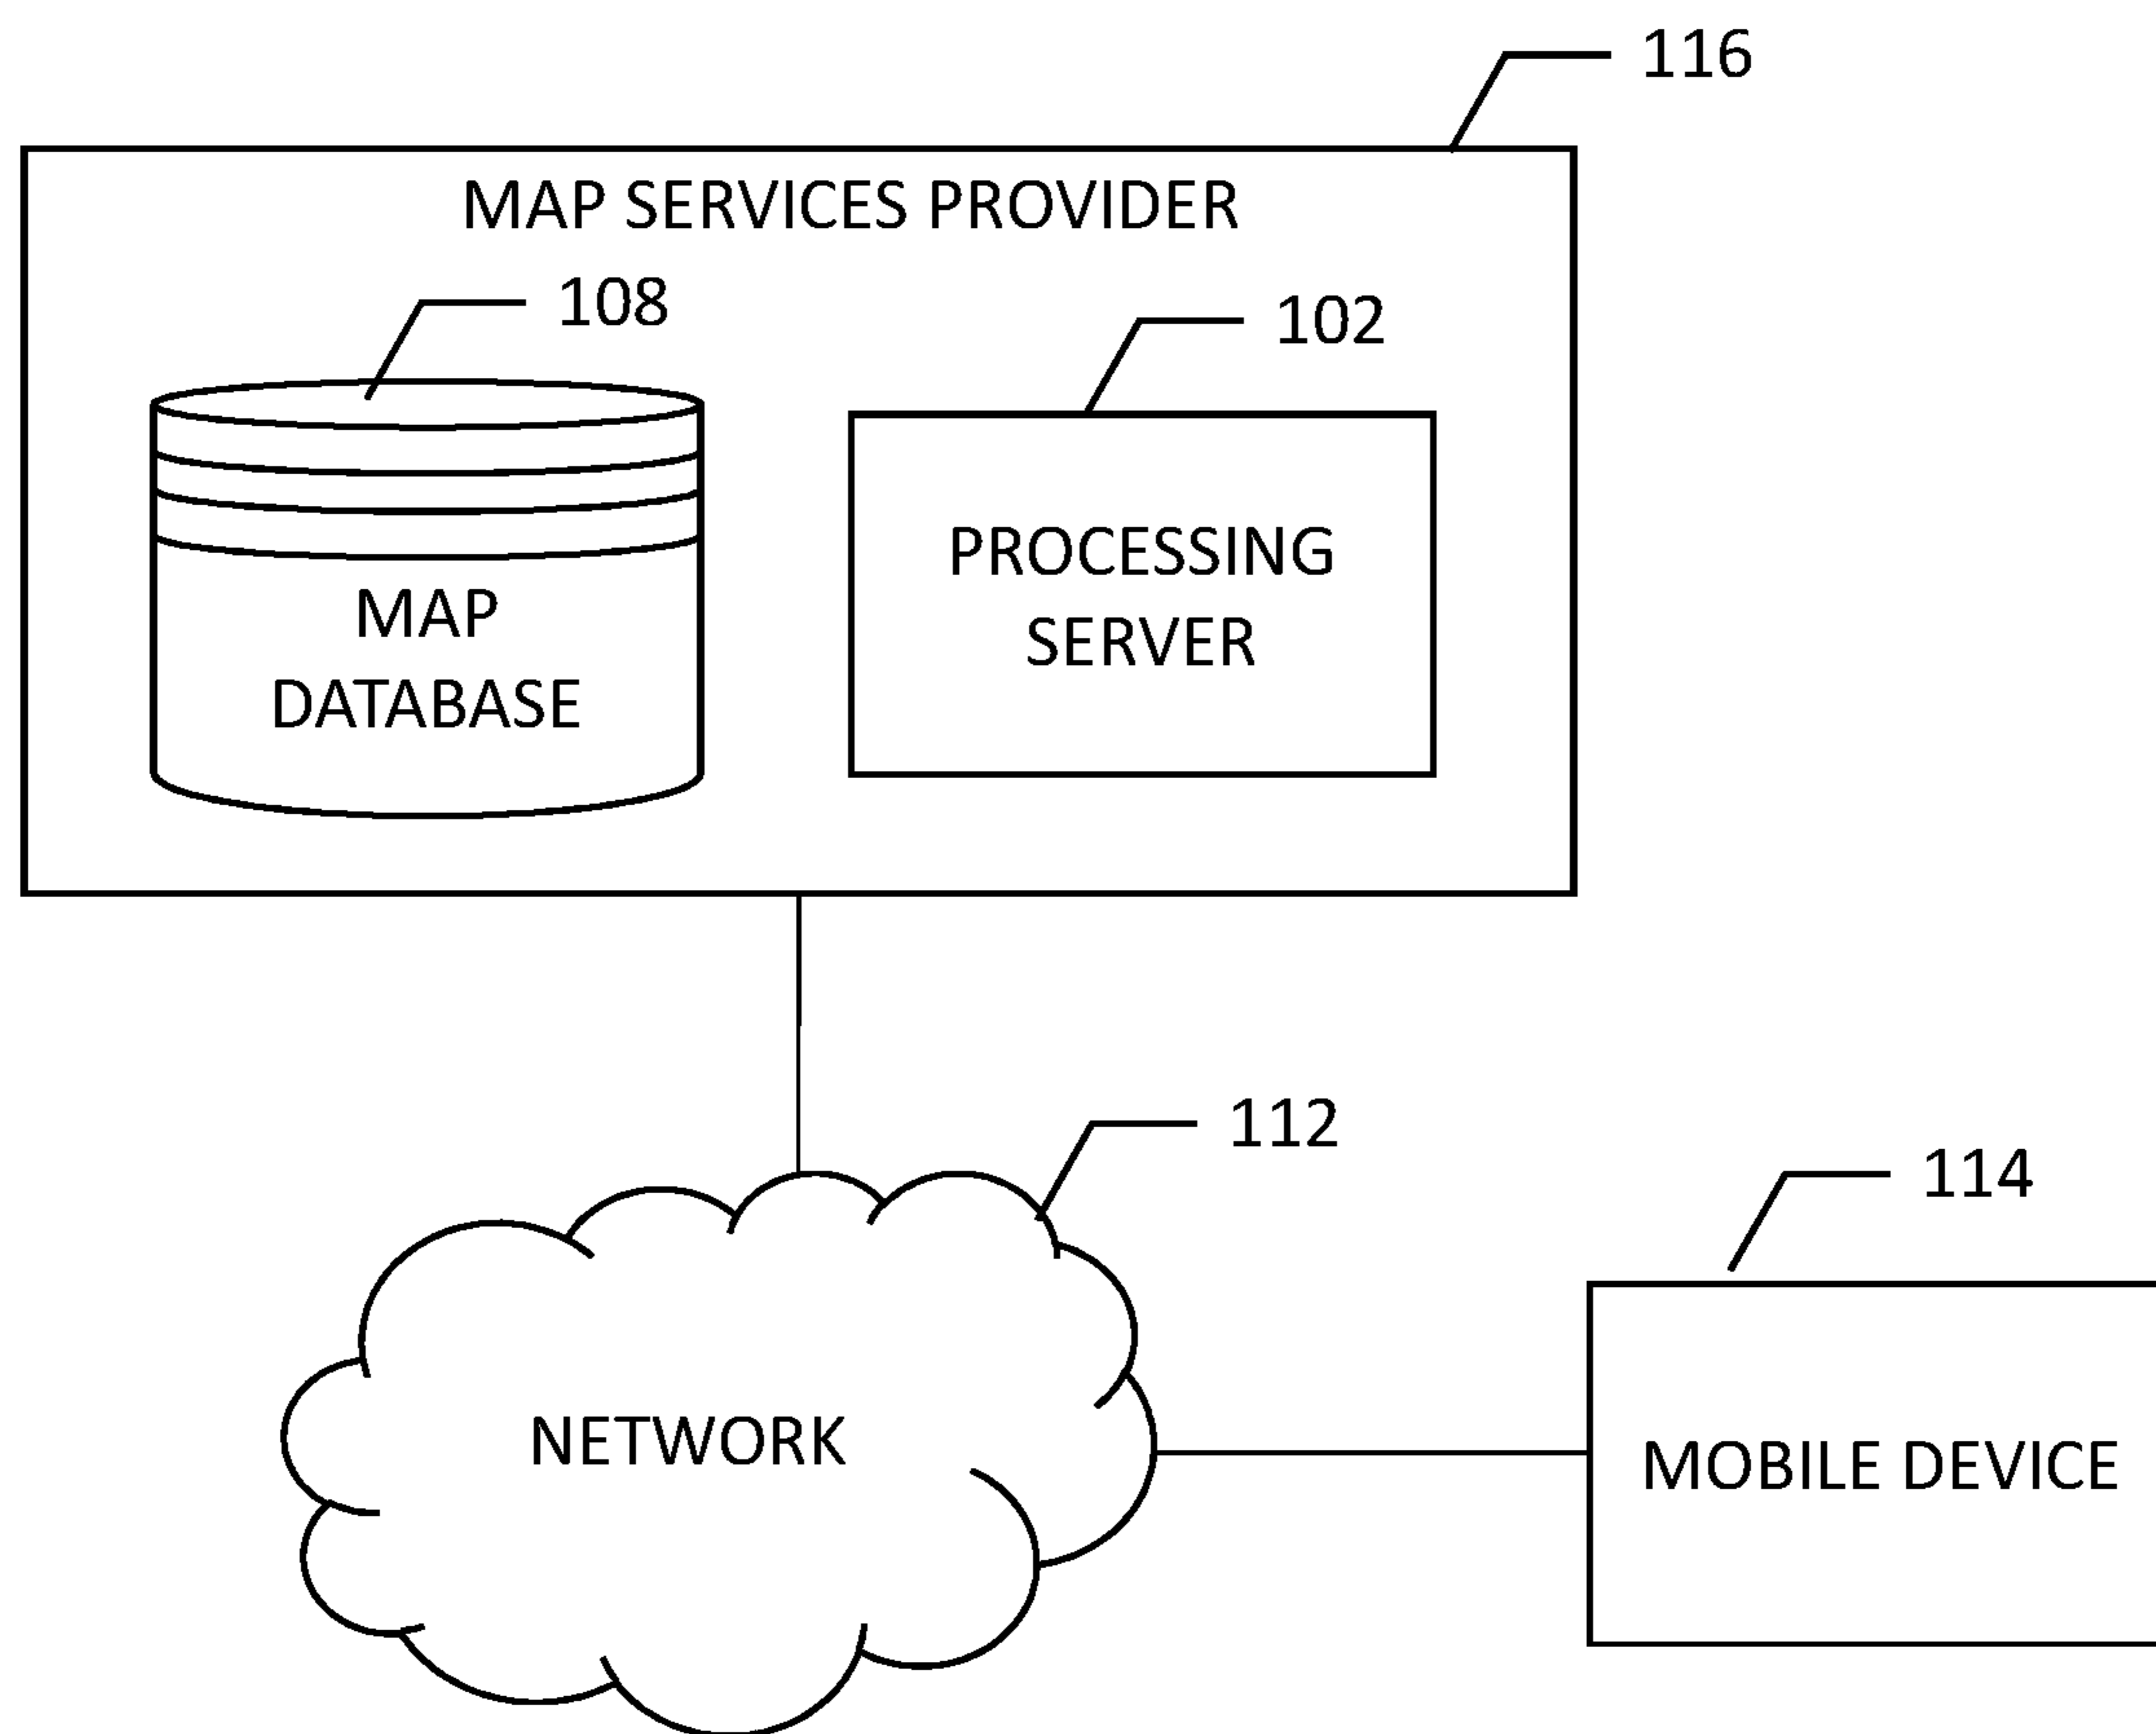 116
MAP SERVICES PROVIDER
108
102
PROCESSING
SERVER
MAP
DATABASE
112
114
NETWORK
MOBILE DEVICE